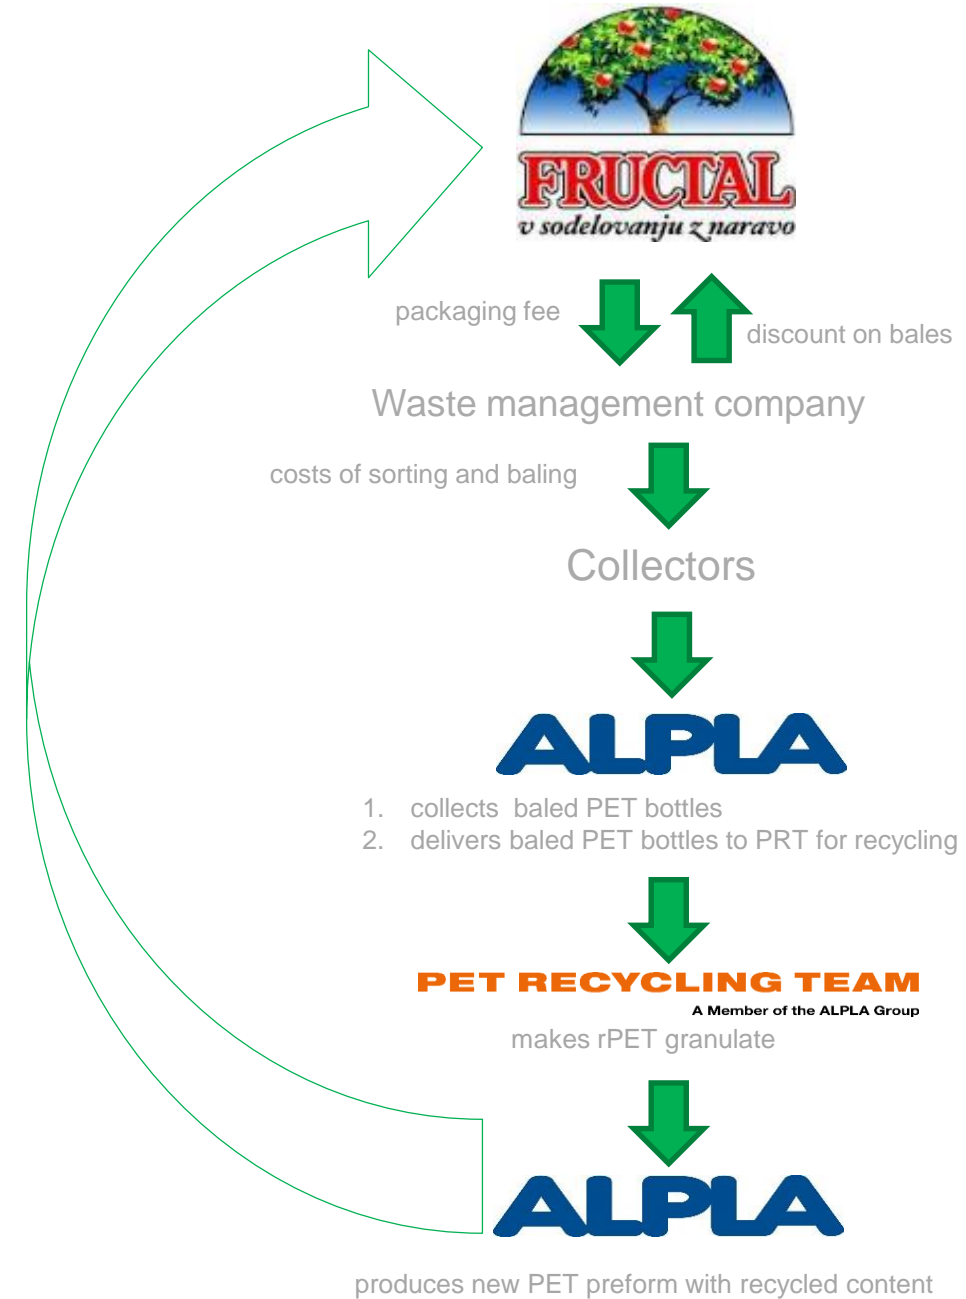 FRUCTAL
v sodelovanju z naravo
packaging fee
discount on bales
Waste management company
costs of sorting and baling
Collectors
ALPLA
1. collects baled PET bottles
2. delivers baled PET bottles to PRT for recycling
PET RECYCLING TEAM
A Member of the ALPLA Group
makes rPET granulate
ALPLA
produces new PET preform with recycled content